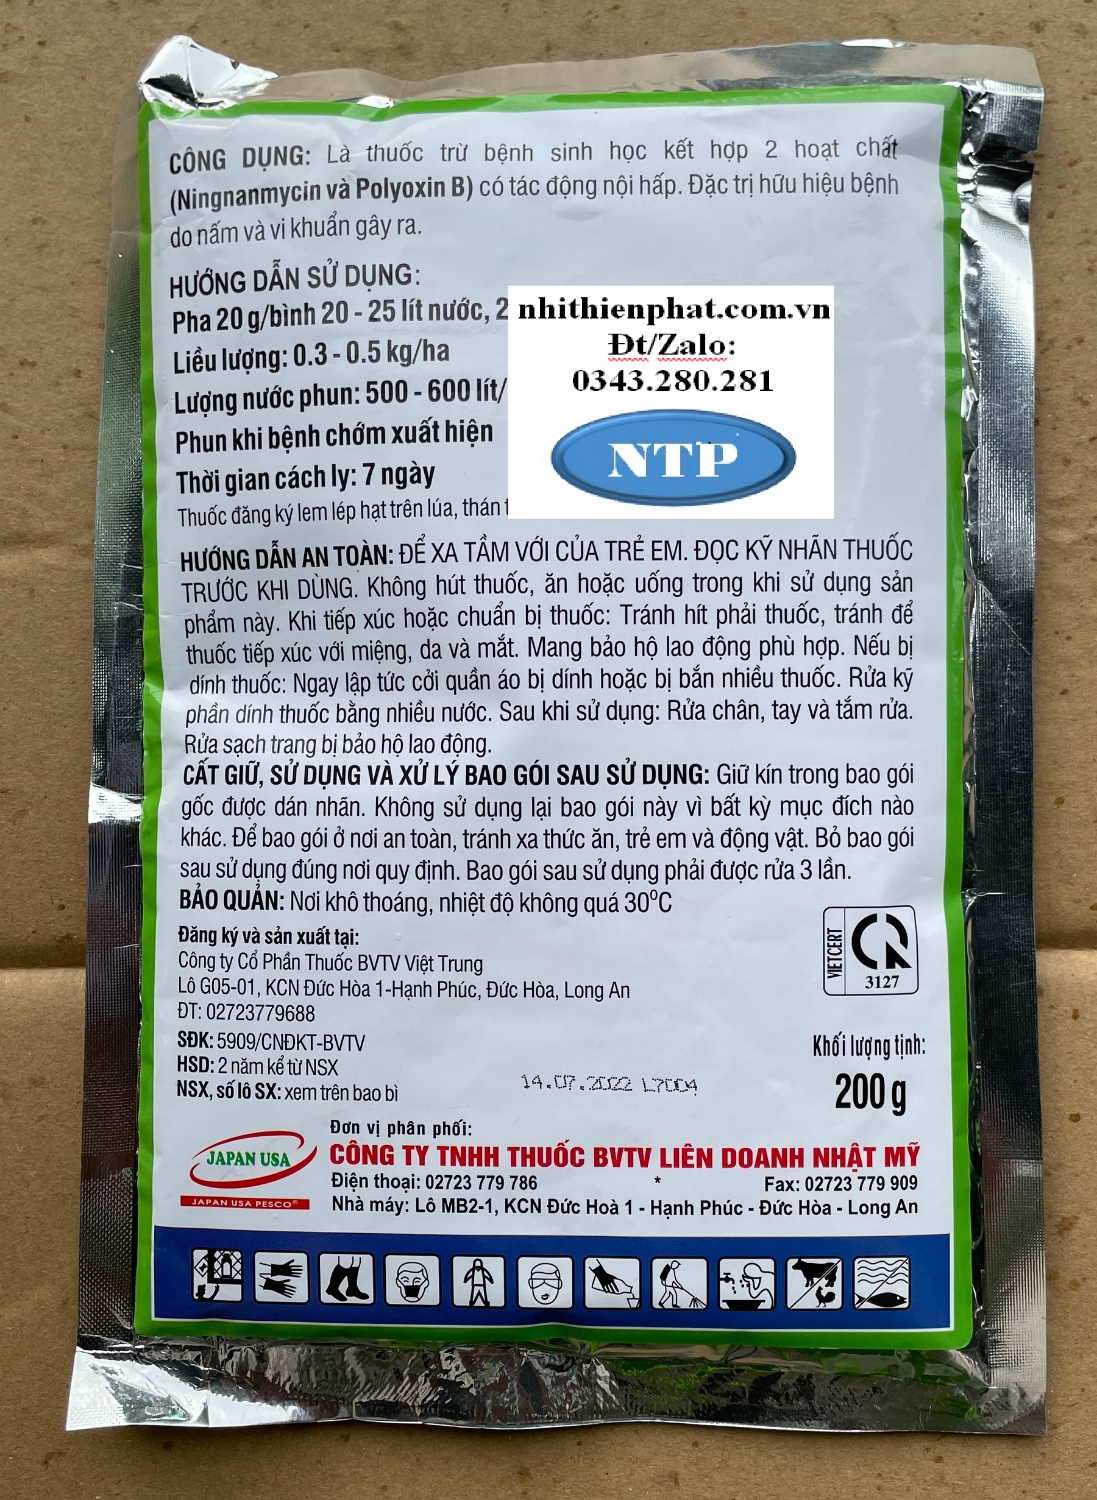 CÔNG DỤNG: Là thuốc trừ bệnh sinh học kết hợp 2 hoạt chất
(Ningnanmycin và Polyoxin B) có tác động nội hấp. Đặc trị hữu hiệu bệnh
do nấm và vi khuẩn gây ra.
HƯỚNG DẪN SỬ DỤNG:
Pha 20 g/bình 20 - 25 lít nước, 2
Liều lượng: 0.3 - 0.5 kg/ha
Lượng nước phun: 500 - 600 lít/
Phun khi bệnh chớm xuất hiện
Thời gian cách ly: 7 ngày
Thuốc đăng ký lem lép hạt trên lúa, thán
nhithienphat.com.vn
Đt/Zalo:
0343.280.281
NTP
HƯỚNG DẪN AN TOÀN: ĐỂ XA TẦM VỚI CỦA TRẺ EM. ĐỌC KỸ NHÃN THUỐC
TRƯỚC KHI DÙNG. Không hút thuốc, ăn hoặc uống trong khi sử dụng sản
phẩm này. Khi tiếp xúc hoặc chuẩn bị thuốc: Tránh hít phải thuốc, tránh để
thuốc tiếp xúc với miệng, da và mắt. Mang bảo hộ lao động phù hợp. Nếu bị
dính thuốc: Ngay lập tức cởi quần áo bị dính hoặc bị bắn nhiều thuốc. Rửa kỹ
phần dính thuốc bằng nhiều nước. Sau khi sử dụng: Rửa chân, tay và tắm rửa.
Rửa sạch trang bị bảo hộ lao động.
CẤT GIỮ, SỬ DỤNG VÀ XỬ LÝ BAO GÓI SAU SỬ DỤNG: Giữ kín trong bao gói
gốc được dán nhãn. Không sử dụng lại bao gói này vì bất kỳ mục đích nào
khác. Để bao gói ở nơi an toàn, tránh xa thức ăn, trẻ em và động vật. Bỏ bao gói
sau sử dụng đúng nơi quy định. Bao gói sau sử dụng phải được rửa 3 lần.
BẢO QUẢN: Nơi khô thoáng, nhiệt độ không quá 30⁰C
Đăng ký và sản xuất tại:
Công ty Cổ Phần Thuốc BVTV Việt Trung
Lô G05-01, KCN Đức Hòa 1-Hạnh Phúc, Đức Hòa, Long An
ĐT: 02723779688
SĐK: 5909/CNĐKT-BVTV
HSD: 2 năm kể từ NSX
NSX, số lô SX: xem trên bao bì
14.07.2022 L7004
VIETCERT
3127
Khối lượng tịnh:
200 g
Đơn vị phân phối:
JAPAN USA
JAPAN USA PESCO®
CÔNG TY TNHH THUỐC BVTV LIÊN DOANH NHẬT MỸ
Điện thoại: 02723 779 786 * Fax: 02723 779 909
Nhà máy: Lô MB2-1, KCN Đức Hoà 1 - Hạnh Phúc - Đức Hòa - Long An